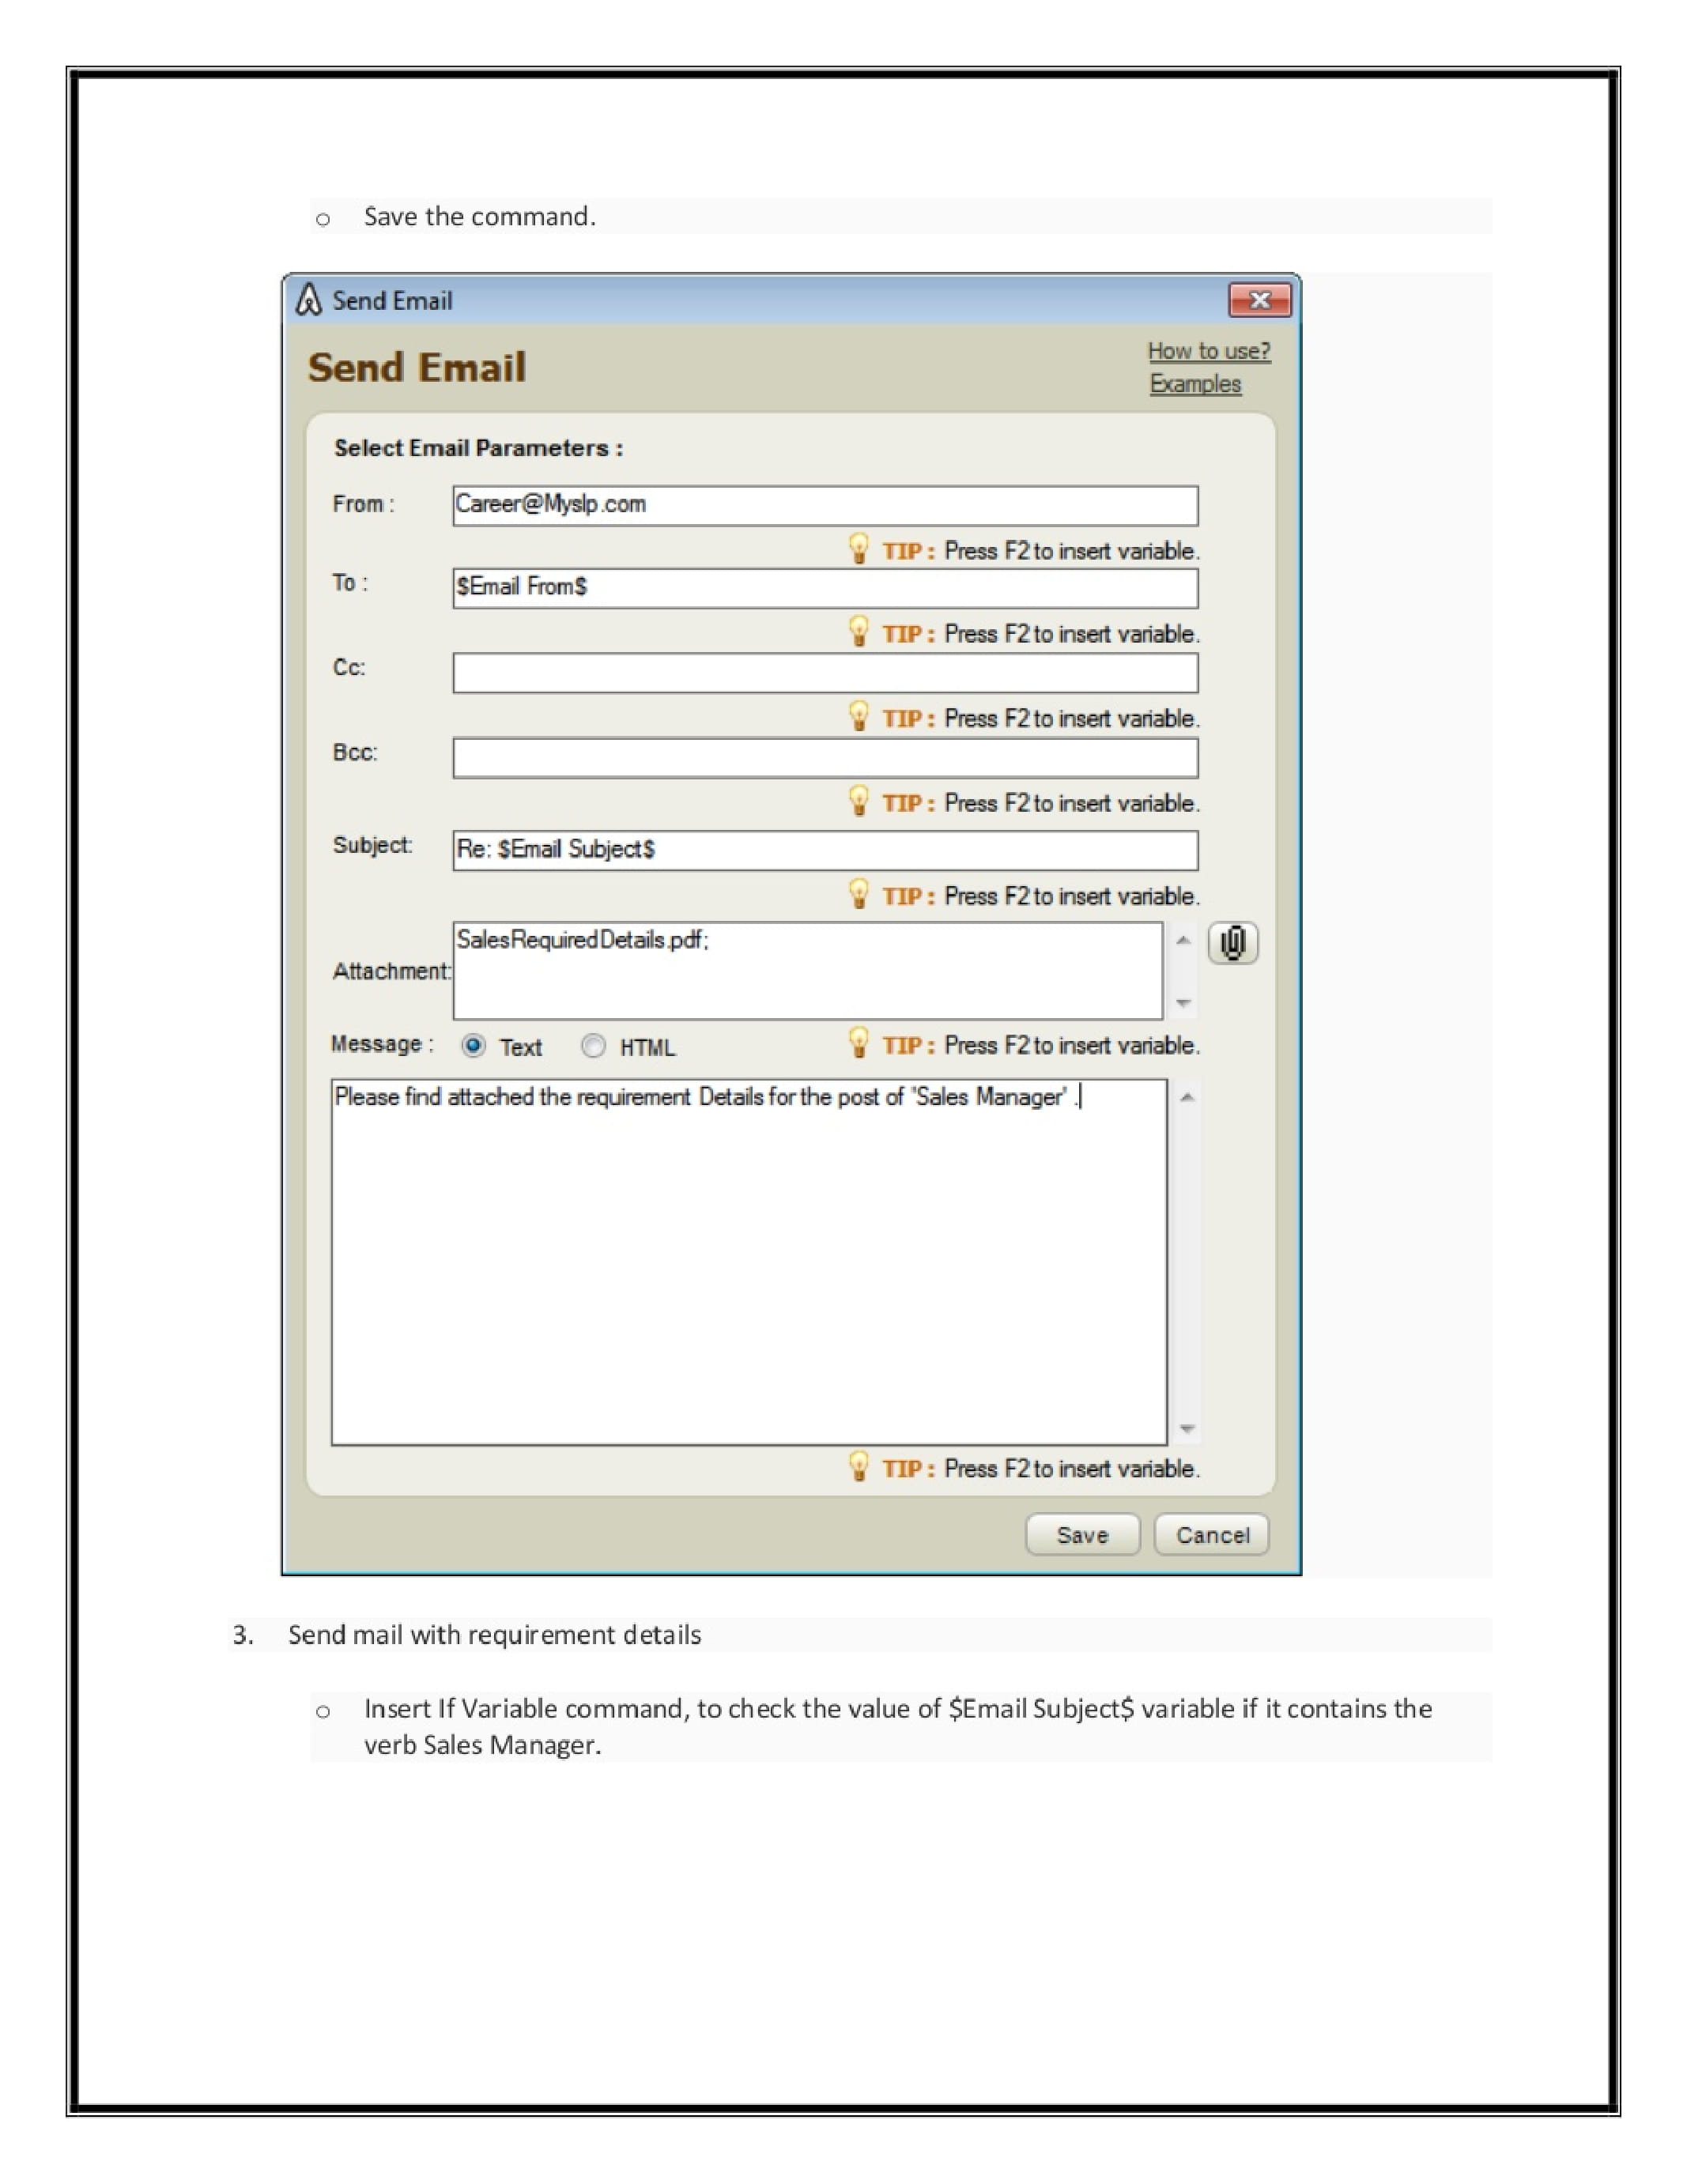 o Save the command.
Send Email
Send Email
How to use?
Examples
Select Email Parameters :
From : Career@Myslp.com
TIP : Press F2 to insert variable.
To : $Email From$
TIP : Press F2 to insert variable.
Cc:
TIP : Press F2 to insert variable.
Bcc:
TIP : Press F2 to insert variable.
Subject: Re: $Email Subject$
TIP : Press F2 to insert variable.
SalesRequiredDetails.pdf;
Attachment:
Message : Text HTML TIP : Press F2 to insert variable.
Please find attached the requirement Details for the post of "Sales Manager" .
TIP : Press F2 to insert variable.
Save Cancel
3. Send mail with requirement details
o Insert If Variable command, to check the value of $Email Subject$ variable if it contains the
verb Sales Manager.